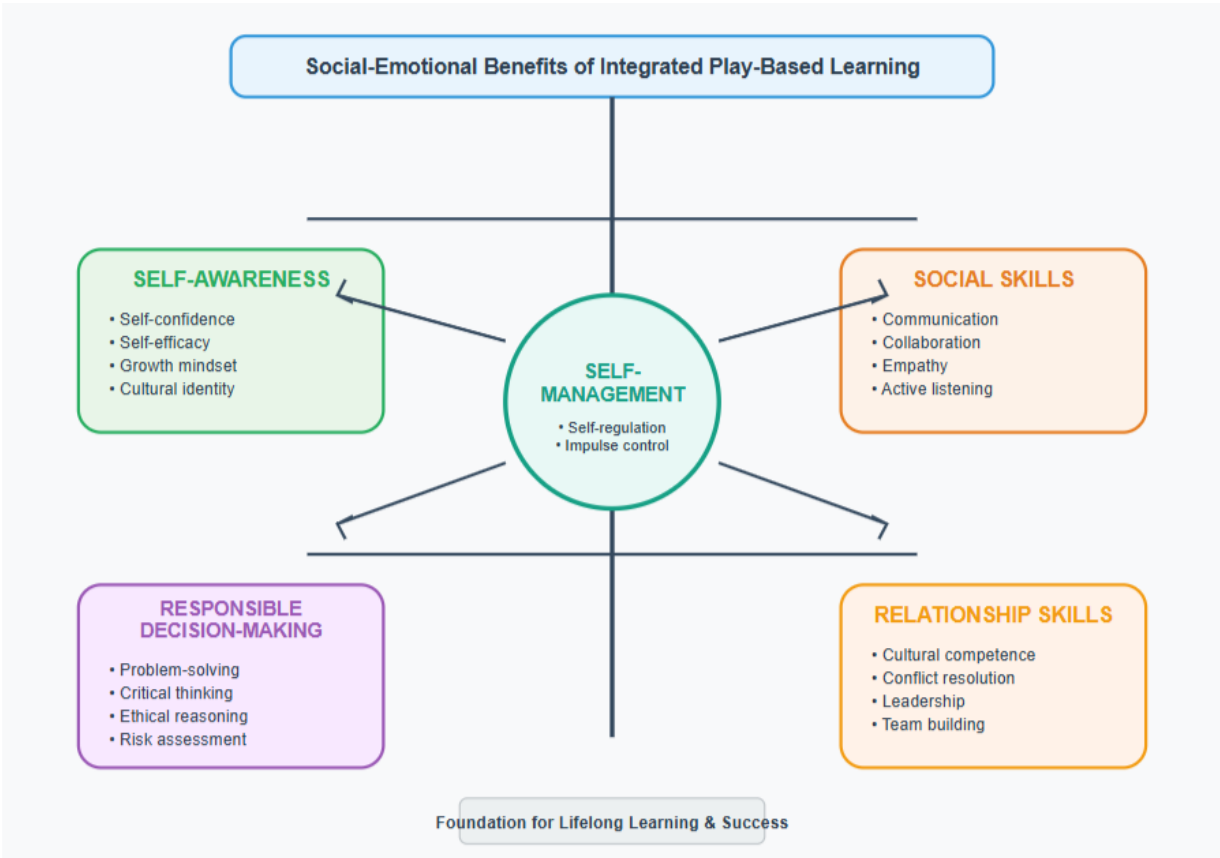 Social-Emotional Benefits of Integrated Play-Based Learning
SELF-AWARENESS
• Self-confidence
• Self-efficacy
• Growth mindset
• Cultural identity
SOCIAL SKILLS
• Communication
• Collaboration
• Empathy
• Active listening
SELF-
MANAGEMENT
• Self-regulation
• Impulse control
RESPONSIBLE
DECISION-MAKING
• Problem-solving
• Critical thinking
• Ethical reasoning
• Risk assessment
RELATIONSHIP SKILLS
• Cultural competence
• Conflict resolution
• Leadership
• Team building
Foundation for Lifelong Learning & Success